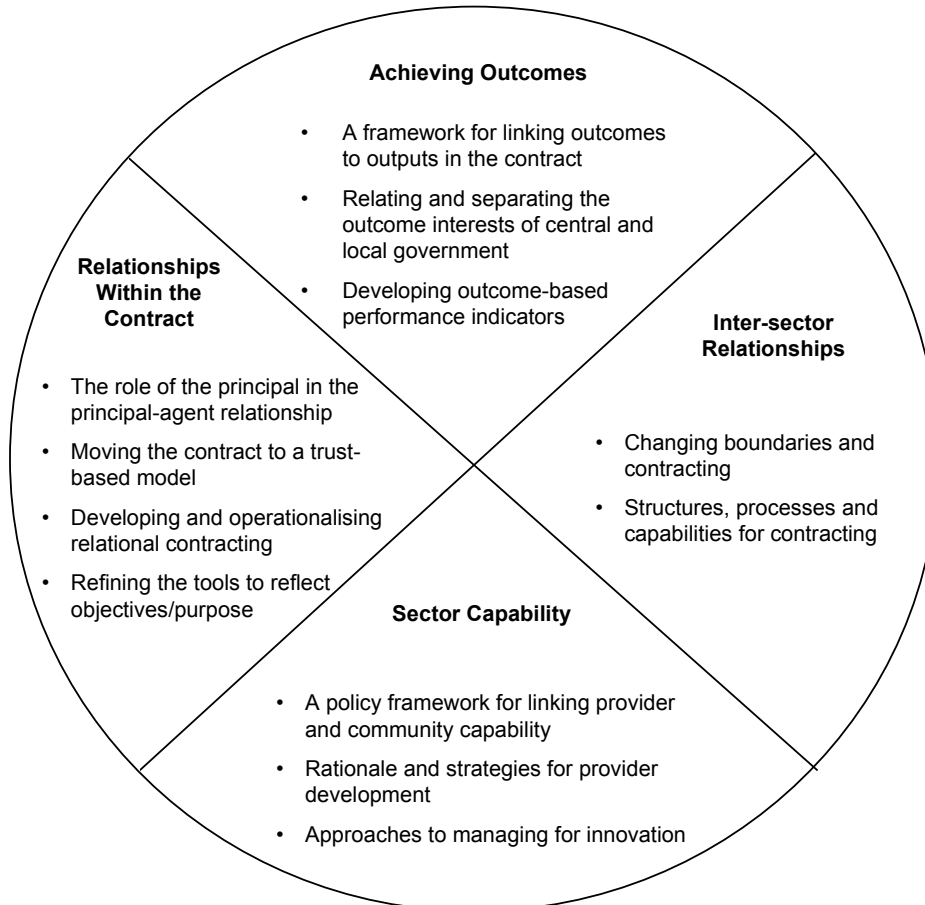 Achieving Outcomes
• A framework for linking outcomes
to outputs in the contract
• Relating and separating the
outcome interests of central and
local government
• Developing outcome-based
performance indicators
Relationships
Within the
Contract
• The role of the principal in the
principal-agent relationship
• Moving the contract to a trust-
based model
• Developing and operationalising
relational contracting
• Refining the tools to reflect
objectives/purpose
Inter-sector
Relationships
• Changing boundaries and
contracting
• Structures, processes and
capabilities for contracting
Sector Capability
• A policy framework for linking provider
and community capability
• Rationale and strategies for provider
development
• Approaches to managing for innovation